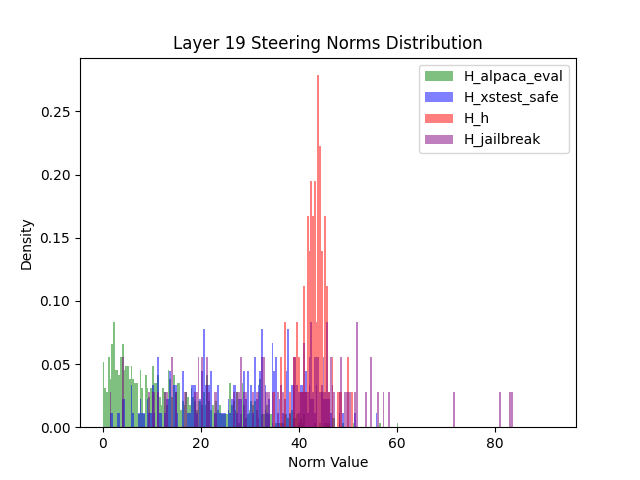 Layer 19 Steering Norms Distribution
H_alpaca_eval
H_xstest_safe
H_h
H_jailbreak
Density
0.25
0.20
0.15
0.10
0.05
0.00
0
20
40
60
80
Norm Value